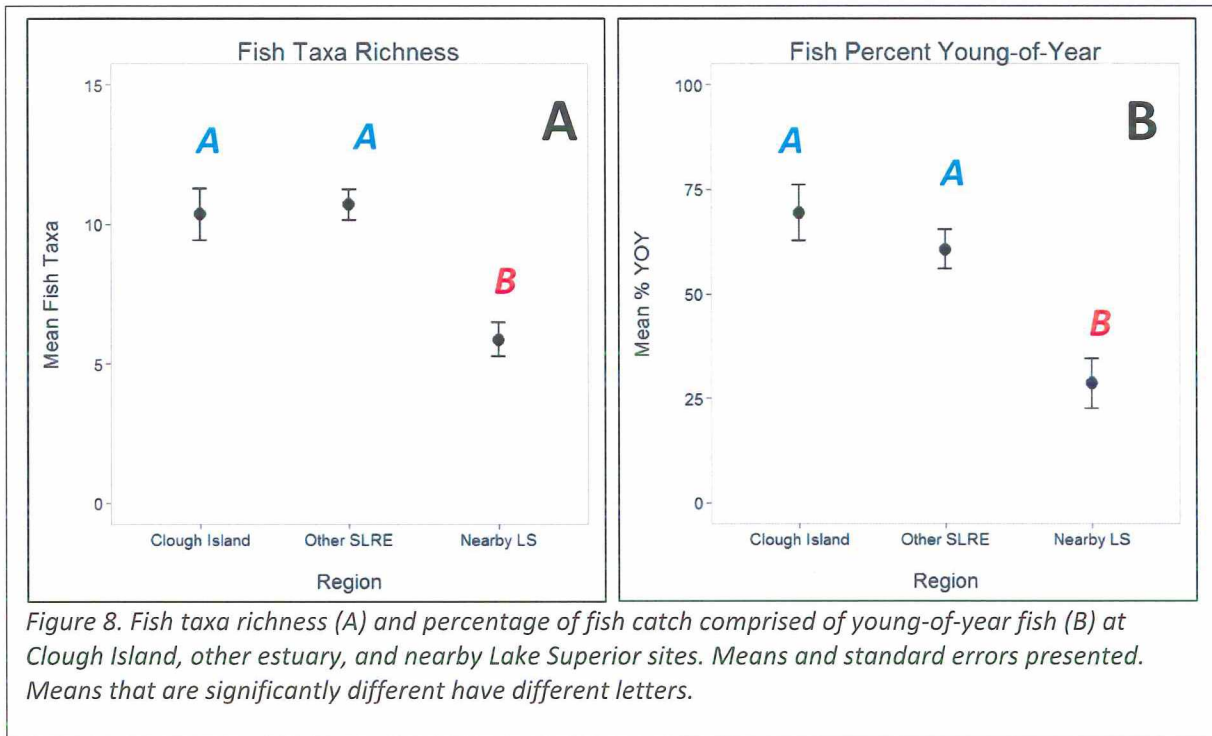 Fish Taxa Richness
A
15
10
5
0
Mean Fish Taxa
A
A
B
Clough Island
Other SLRE
Nearby LS
Region
Fish Percent Young-of-Year
B
100
75
50
25
0
Mean % YOY
A
A
B
Clough Island
Other SLRE
Nearby LS
Region
Figure 8. Fish taxa richness (A) and percentage of fish catch comprised of young-of-year fish (B) at
Clough Island, other estuary, and nearby Lake Superior sites. Means and standard errors presented.
Means that are significantly different have different letters.